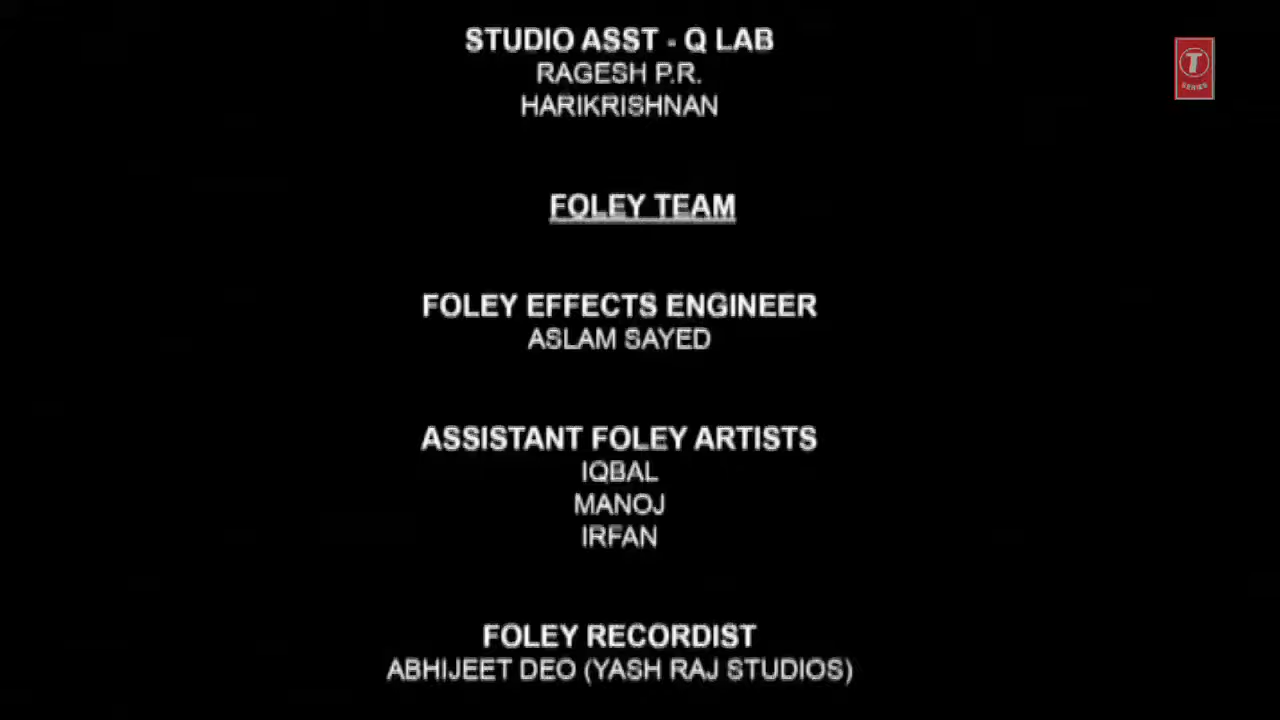 STUDIO ASST - Q LAB
RAGESH P.R.
HARIKRISHNAN
T
SERIES
FOLEY TEAM
FOLEY EFFECTS ENGINEER
ASLAM SAYED
ASSISTANT FOLEY ARTISTS
IQBAL
MANOJ
IRFAN
FOLEY RECORDIST
ABHIJEET DEO (YASH RAJ STUDIOS)